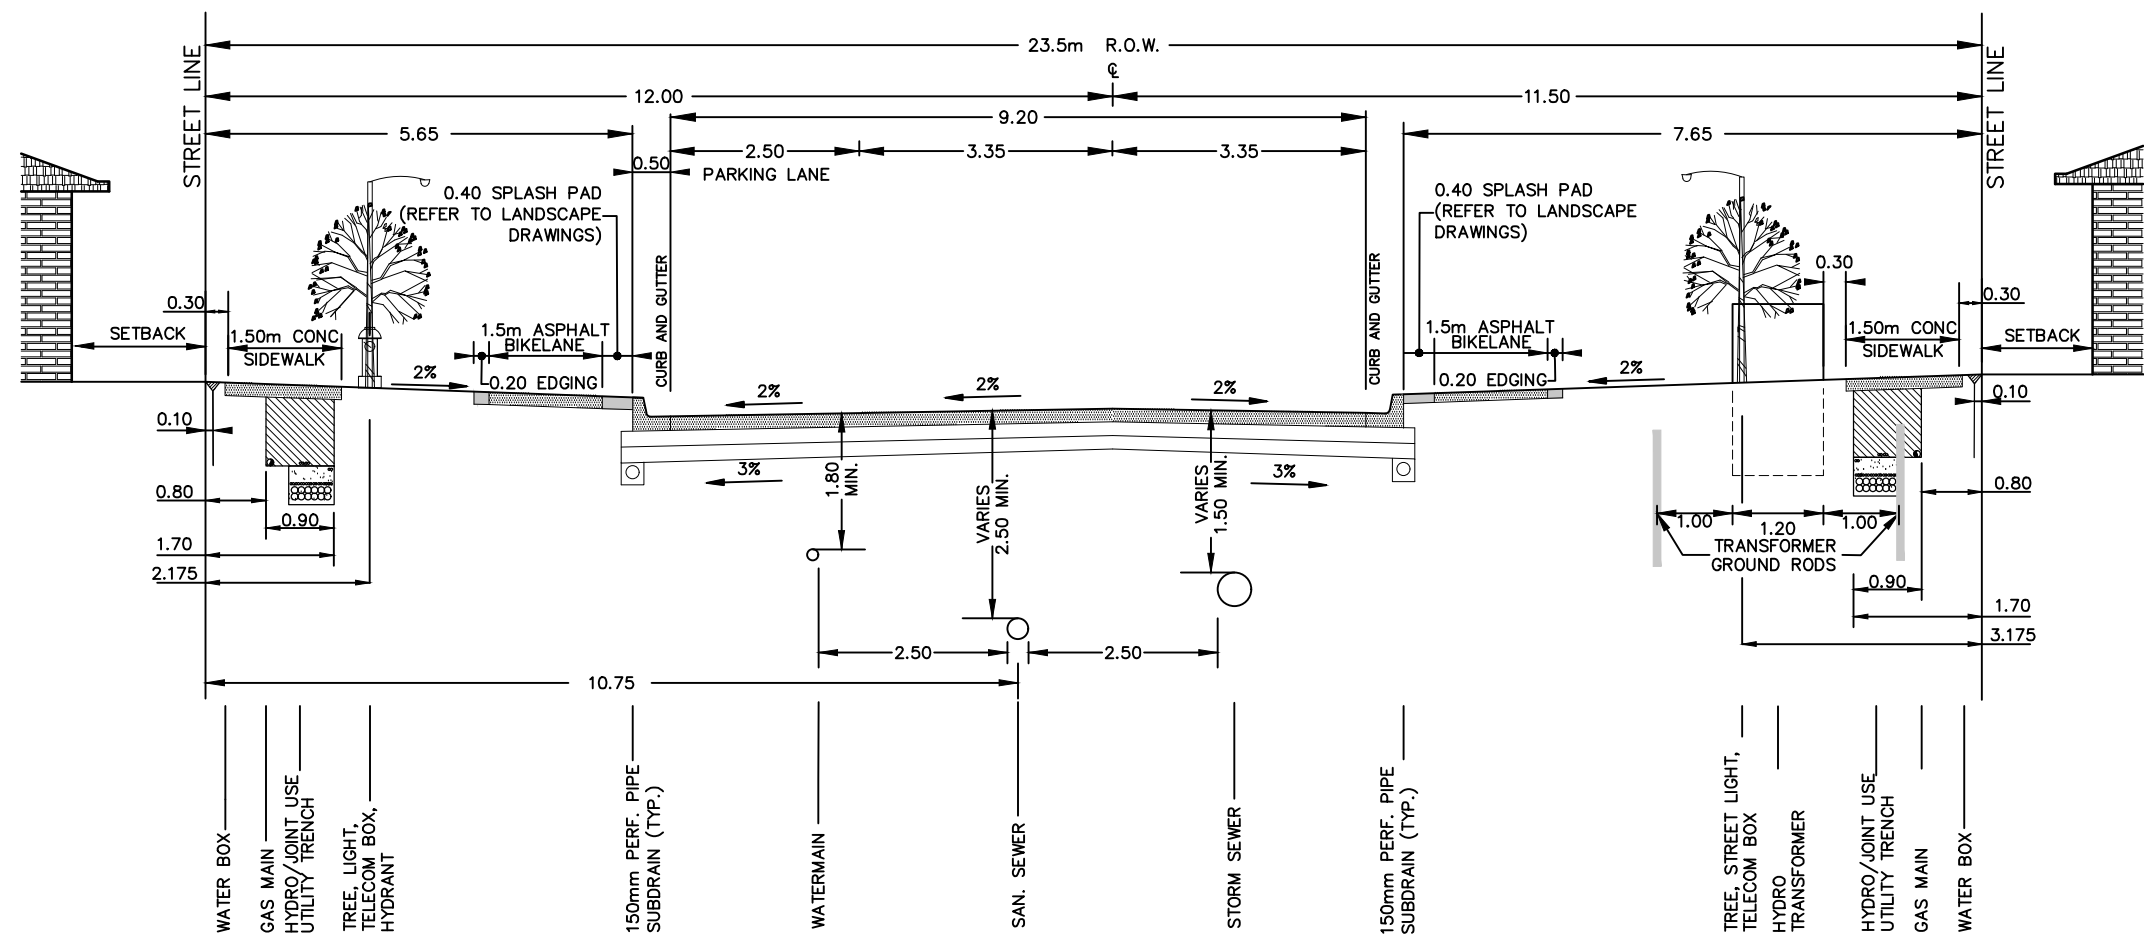 23.5m R.O.W.
℄
12.00
11.50
9.20
5.65
7.65
2.50
3.35
3.35
0.50
PARKING LANE
STREET LINE
STREET LINE
0.40 SPLASH PAD
(REFER TO LANDSCAPE
DRAWINGS)
0.40 SPLASH PAD
(REFER TO LANDSCAPE
DRAWINGS)
CURB AND GUTTER
CURB AND GUTTER
0.30
0.30
0.30
SETBACK
1.50m CONC
SIDEWALK
1.5m ASPHALT
BIKELANE
1.5m ASPHALT
BIKELANE
1.50m CONC
SIDEWALK
SETBACK
2%
0.20 EDGING
2%
2%
2%
0.20 EDGING
2%
0.10
0.10
3%
1.80
MIN.
VARIES
2.50 MIN.
VARIES
1.50 MIN.
3%
0.80
0.80
0.90
1.00
1.20
1.00
TRANSFORMER
GROUND RODS
1.70
2.175
0.90
1.70
3.175
2.50
2.50
10.75
WATER BOX
GAS MAIN
HYDRO/JOINT USE
UTILITY TRENCH
TREE, LIGHT,
TELECOM BOX,
HYDRANT
150mm PERF. PIPE
SUBDRAIN (TYP.)
WATERMAIN
SAN. SEWER
STORM SEWER
150mm PERF. PIPE
SUBDRAIN (TYP.)
TREE, STREET LIGHT,
TELECOM BOX
HYDRO
TRANSFORMER
HYDRO/JOINT USE
UTILITY TRENCH
GAS MAIN
WATER BOX